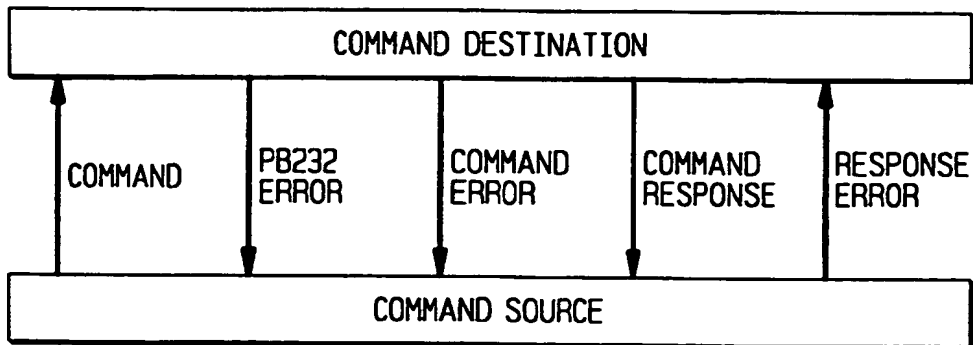 COMMAND DESTINATION
COMMAND
PB232
ERROR
COMMAND
ERROR
COMMAND
RESPONSE
RESPONSE
ERROR
COMMAND SOURCE